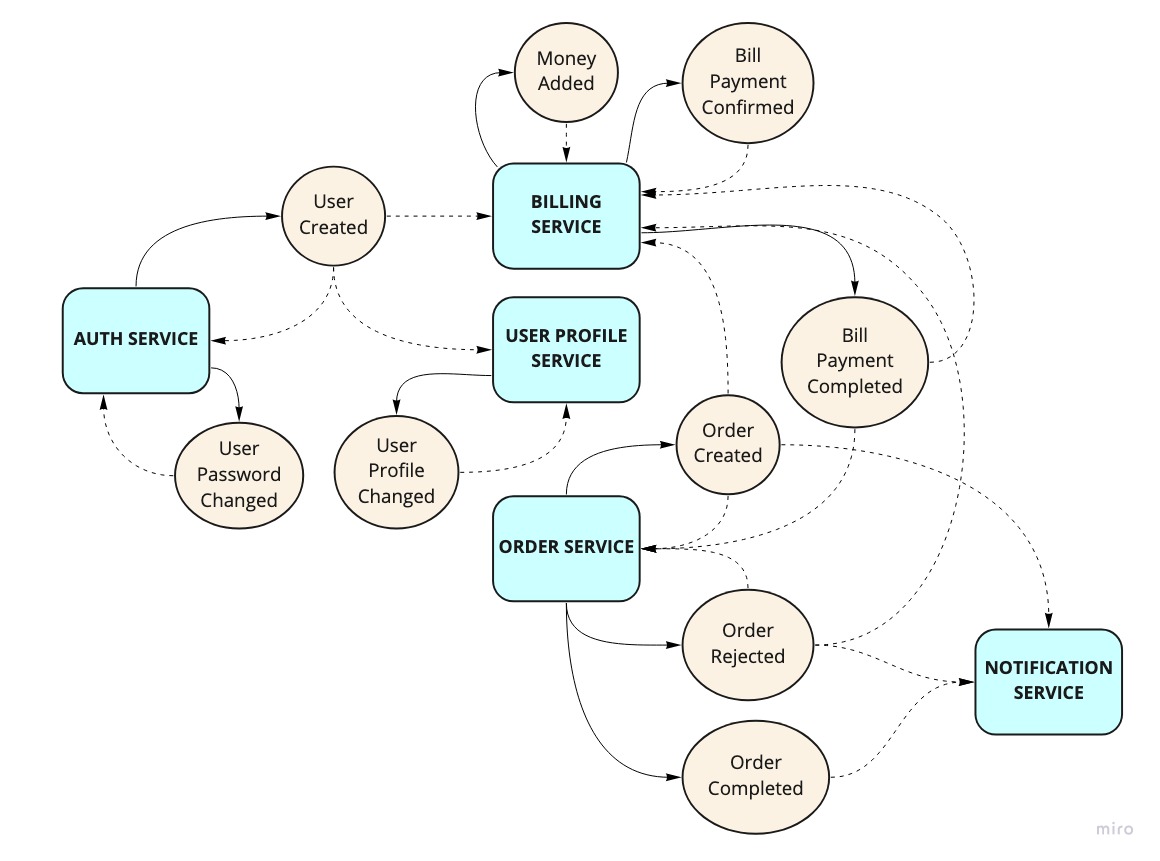 Money
Added
Bill
Payment
Confirmed
User
Created
BILLING
SERVICE
AUTH SERVICE
USER PROFILE
SERVICE
Bill
Payment
Completed
User
Password
Changed
User
Profile
Changed
Order
Created
ORDER SERVICE
Order
Rejected
NOTIFICATION
SERVICE
Order
Completed
miro